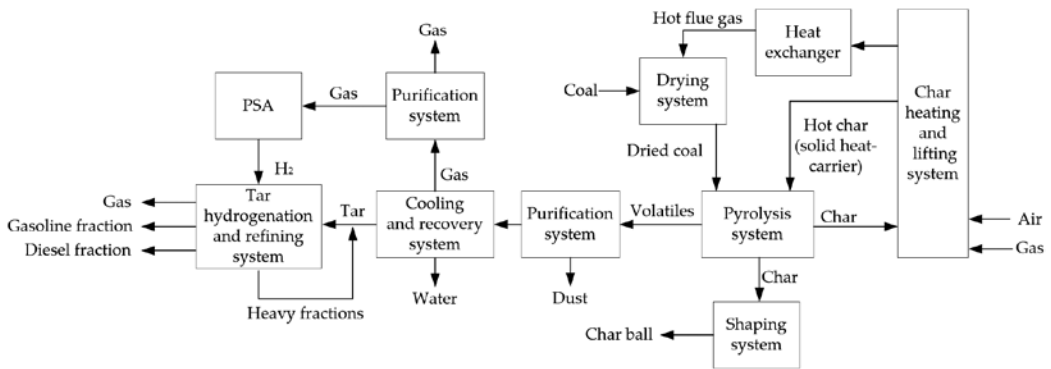 Gas
Hot flue gas
Heat
exchanger
PSA
Gas
Purification
system
Coal
Drying
system
Char
heating
and
lifting
system
Hot char
(solid heat-
carrier)
Dried coal
H₂
Gas
Gas
Gasoline fraction
Diesel fraction
Tar
hydrogenation
and refining
system
Tar
Cooling
and recovery
system
Purification
system
Volatiles
Pyrolysis
system
Char
Air
Gas
Heavy fractions
Water
Dust
Char
Char ball
Shaping
system